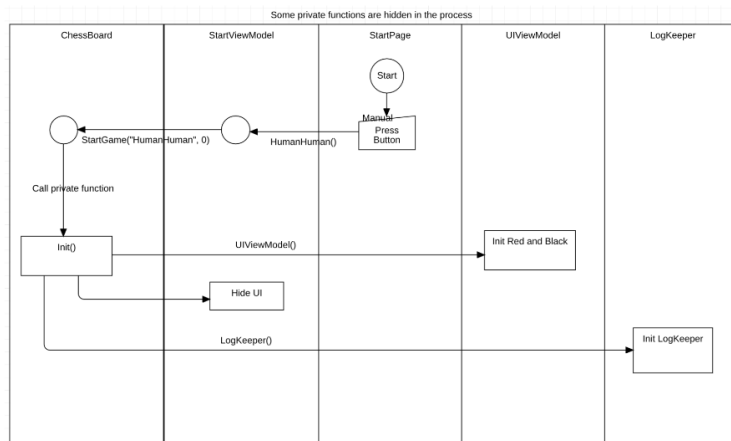 Some private functions are hidden in the process
ChessBoard
StartViewModel
StartPage
UIViewModel
LogKeeper
Start
Manual
Press
Button
HumanHuman()
StartGame("HumanHuman", 0)
Call private function
Init()
UIViewModel()
Init Red and Black
Hide UI
LogKeeper()
Init LogKeeper